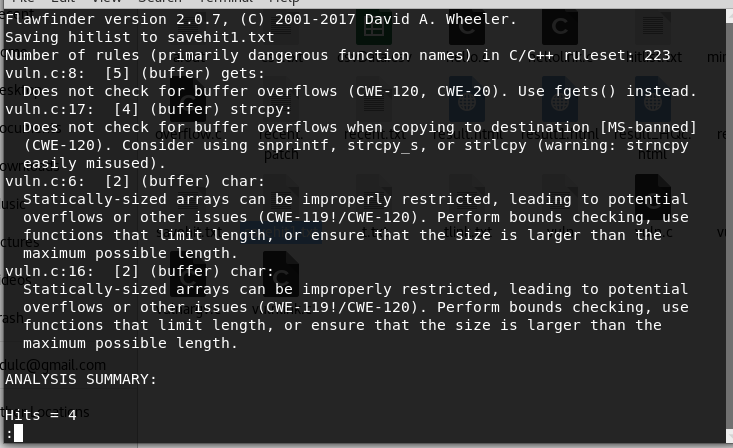 Flawfinder version 2.0.7, (C) 2001-2017 David A. Wheeler.
Saving hitlist to savehit1.txt
Number of rules (primarily dangerous function names) in C/C++ ruleset: 223
vuln.c:8:  [5] (buffer) gets:
  Does not check for buffer overflows (CWE-120, CWE-20). Use fgets() instead.
vuln.c:17:  [4] (buffer) strcpy:
  Does not check for buffer overflows when copying to destination [MS-banned]
  (CWE-120). Consider using snprintf, strcpy_s, or strlcpy (warning: strncpy
  easily misused).
vuln.c:6:  [2] (buffer) char:
  Statically-sized arrays can be improperly restricted, leading to potential
  overflows or other issues (CWE-119!/CWE-120). Perform bounds checking, use
  functions that limit length, or ensure that the size is larger than the
  maximum possible length.
vuln.c:16:  [2] (buffer) char:
  Statically-sized arrays can be improperly restricted, leading to potential
  overflows or other issues (CWE-119!/CWE-120). Perform bounds checking, use
  functions that limit length, or ensure that the size is larger than the
  maximum possible length.
ANALYSIS SUMMARY:
Hits = 4
: